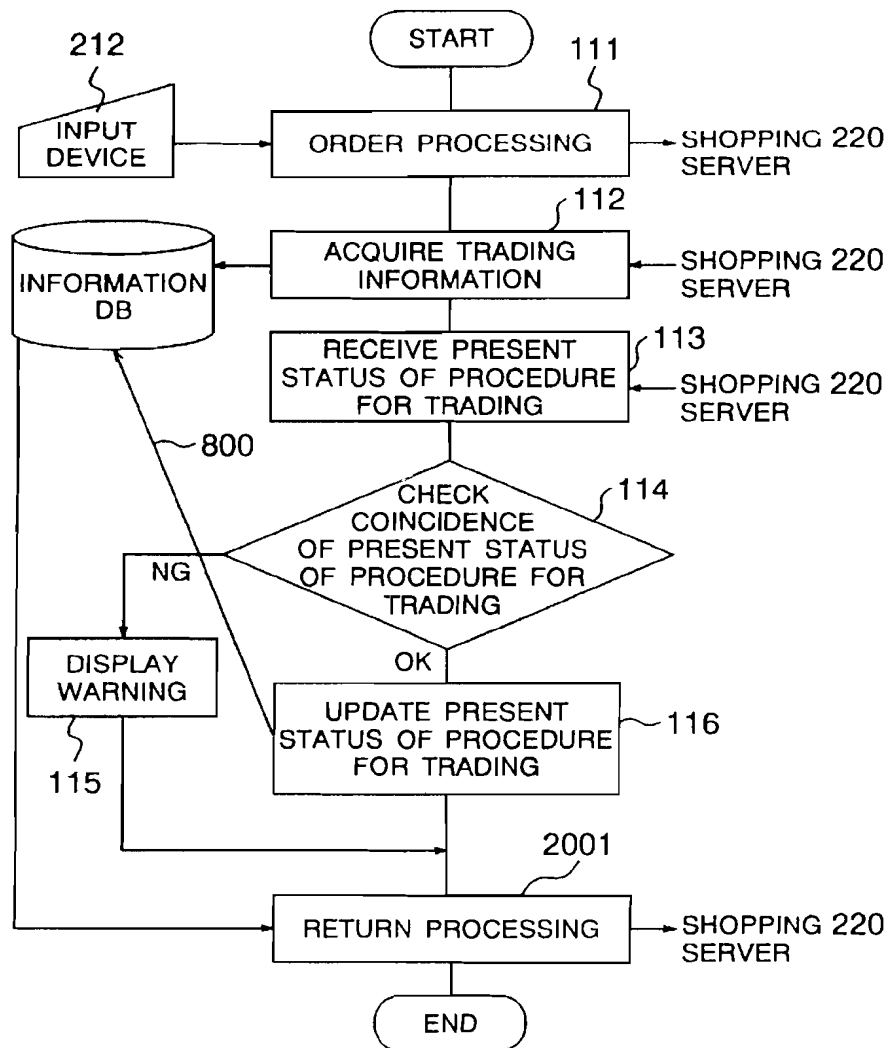 START
212
111
INPUT
DEVICE
ORDER PROCESSING
SHOPPING 220
SERVER
112
INFORMATION
DB
ACQUIRE TRADING
INFORMATION
SHOPPING 220
SERVER
113
RECEIVE PRESENT
STATUS OF PROCEDURE
FOR TRADING
SHOPPING 220
SERVER
800
114
CHECK
COINCIDENCE
OF PRESENT STATUS
OF PROCEDURE FOR
TRADING
NG
OK
DISPLAY
WARNING
115
UPDATE PRESENT
STATUS OF PROCEDURE
FOR TRADING
116
2001
RETURN PROCESSING
SHOPPING 220
SERVER
END